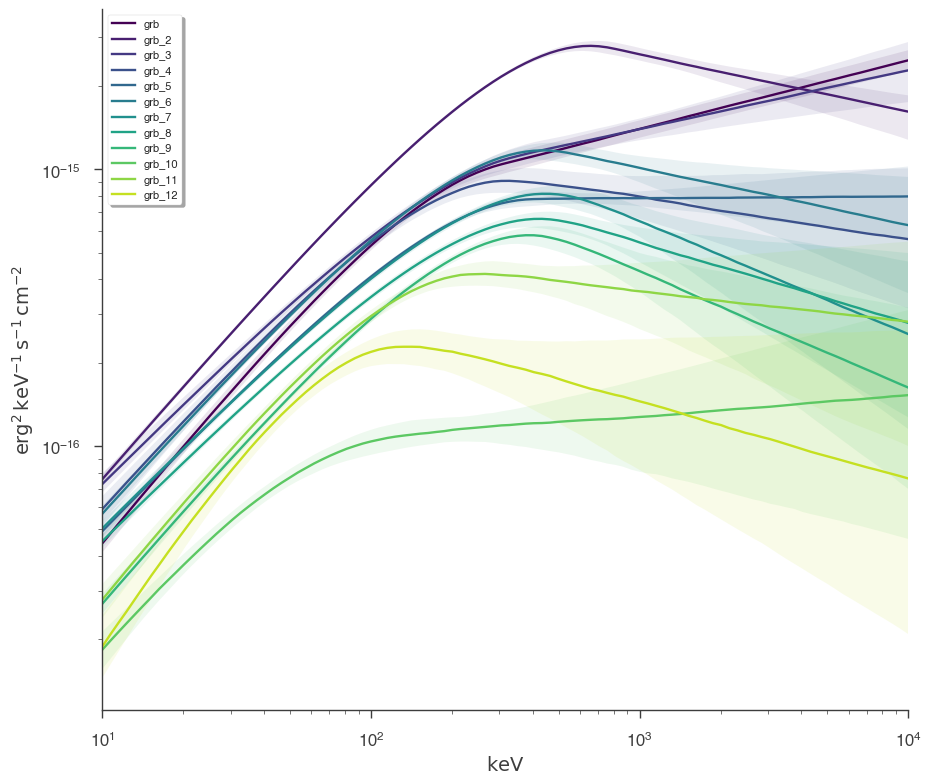 grb
grb_2
grb_3
grb_4
grb_5
grb_6
grb_7
grb_8
grb_9
grb_10
grb_11
grb_12
10⁻¹⁵
10⁻¹⁶
erg² keV⁻¹ s⁻¹ cm⁻²
10¹ 10² 10³ 10⁴
keV